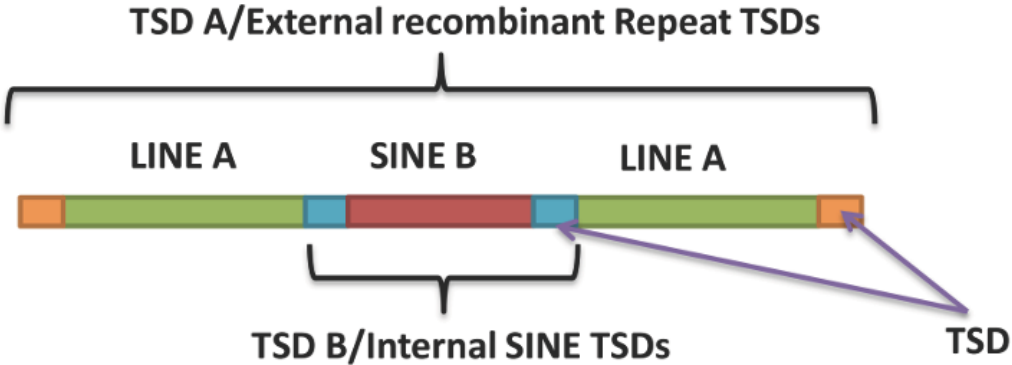 TSD A/External recombinant Repeat TSDs
LINE A
SINE B
LINE A
TSD B/Internal SINE TSDs
TSD